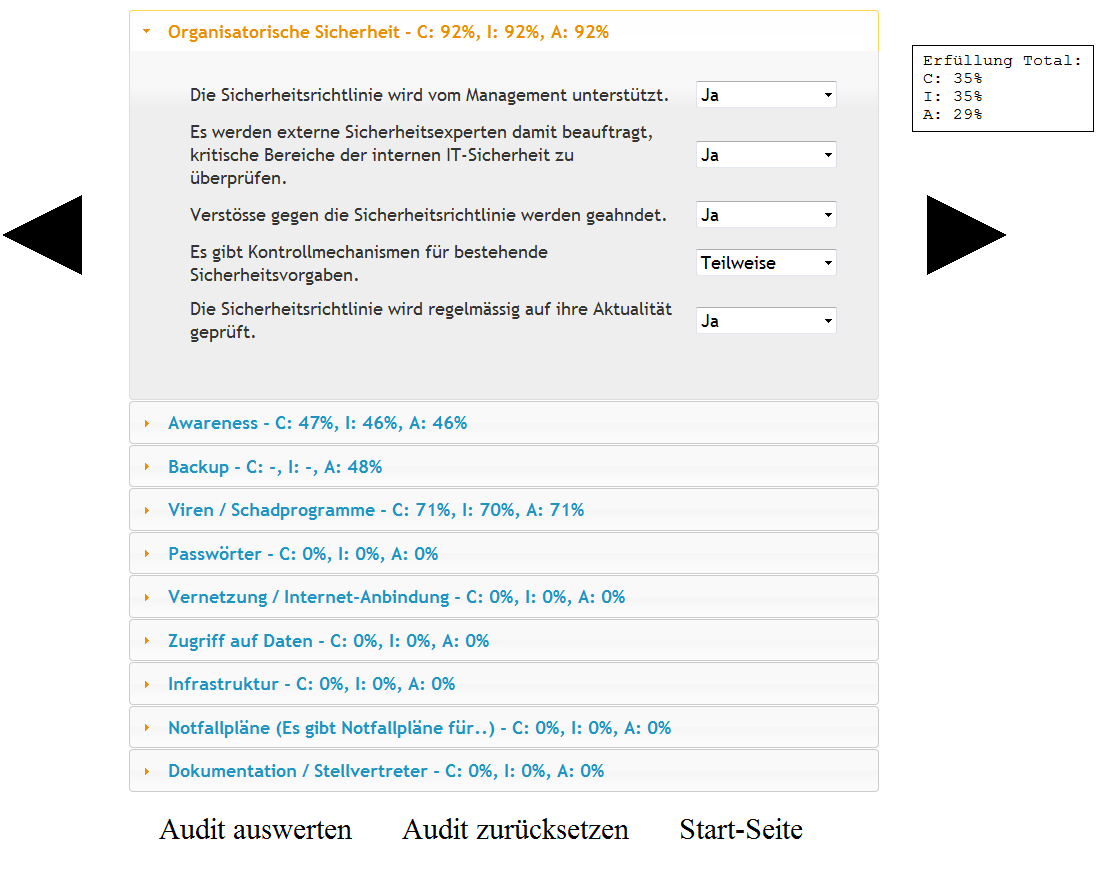 Organisatorische Sicherheit - C: 92%, I: 92%, A: 92%
Die Sicherheitsrichtlinie wird vom Management unterstützt.
Ja
Es werden externe Sicherheitsexperten damit beauftragt,
kritische Bereiche der internen IT-Sicherheit zu
überprüfen.
Ja
Verstösse gegen die Sicherheitsrichtlinie werden geahndet.
Ja
Es gibt Kontrollmechanismen für bestehende
Sicherheitsvorgaben.
Teilweise
Die Sicherheitsrichtlinie wird regelmässig auf ihre Aktualität
geprüft.
Ja
Awareness - C: 47%, I: 46%, A: 46%
Backup - C: -, I: -, A: 48%
Viren / Schadprogramme - C: 71%, I: 70%, A: 71%
Passwörter - C: 0%, I: 0%, A: 0%
Vernetzung / Internet-Anbindung - C: 0%, I: 0%, A: 0%
Zugriff auf Daten - C: 0%, I: 0%, A: 0%
Infrastruktur - C: 0%, I: 0%, A: 0%
Notfallpläne (Es gibt Notfallpläne für..) - C: 0%, I: 0%, A: 0%
Dokumentation / Stellvertreter - C: 0%, I: 0%, A: 0%
Audit auswerten Audit zurücksetzen Start-Seite
Erfüllung Total:
C: 35%
I: 35%
A: 29%